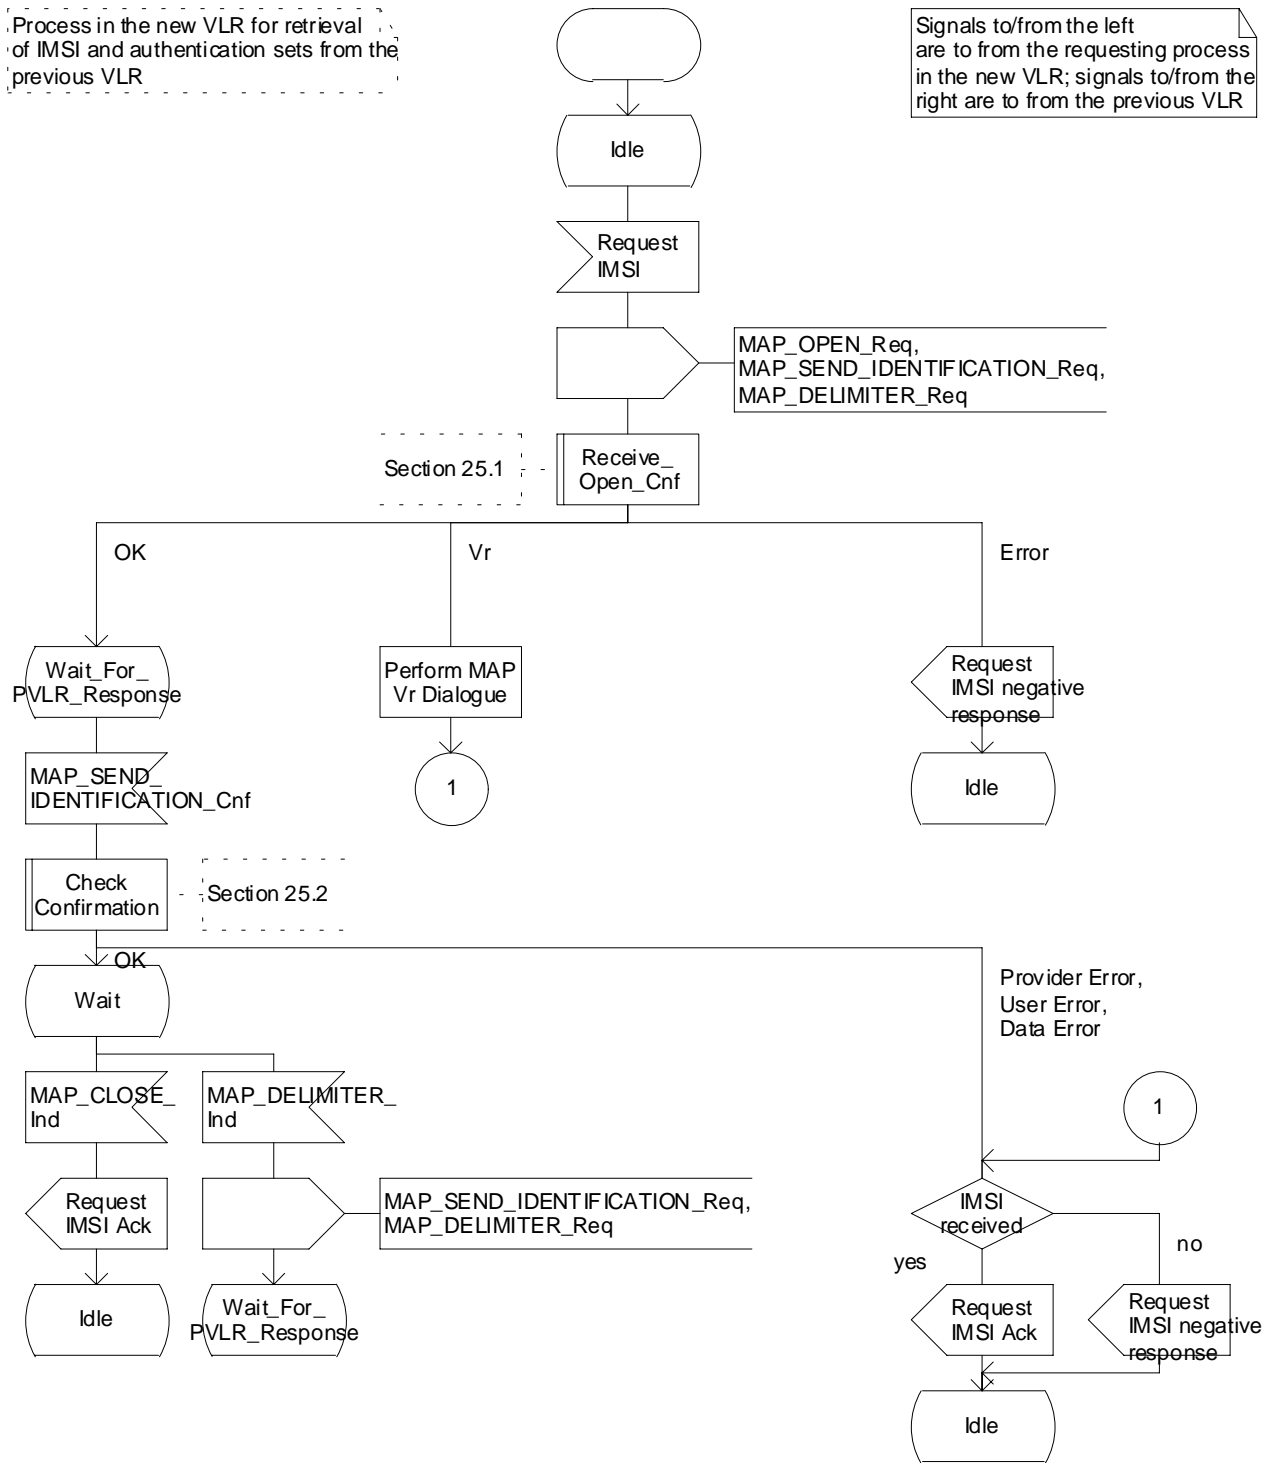 Process in the new VLR for retrieval
of IMSI and authentication sets from the
previous VLR
Signals to/from the left
are to from the requesting process
in the new VLR; signals to/from the
right are to from the previous VLR
Idle
Request
IMSI
MAP_OPEN_Req,
MAP_SEND_IDENTIFICATION_Req,
MAP_DELIMITER_Req
Section 25.1
Receive_
Open_Cnf
OK
Vr
Error
Wait_For_
PVLR_Response
Perform MAP
Vr Dialogue
Request
IMSI negative
response
MAP_SEND_
IDENTIFICATION_Cnf
1
Idle
Check
Confirmation
Section 25.2
OK
Wait
Provider Error,
User Error,
Data Error
MAP_CLOSE_
Ind
MAP_DELIMITER_
Ind
1
Request
IMSI Ack
MAP_SEND_IDENTIFICATION_Req,
MAP_DELIMITER_Req
IMSI
received
yes
no
Idle
Wait_For_
PVLR_Response
Request
IMSI Ack
Request
IMSI negative
response
Idle